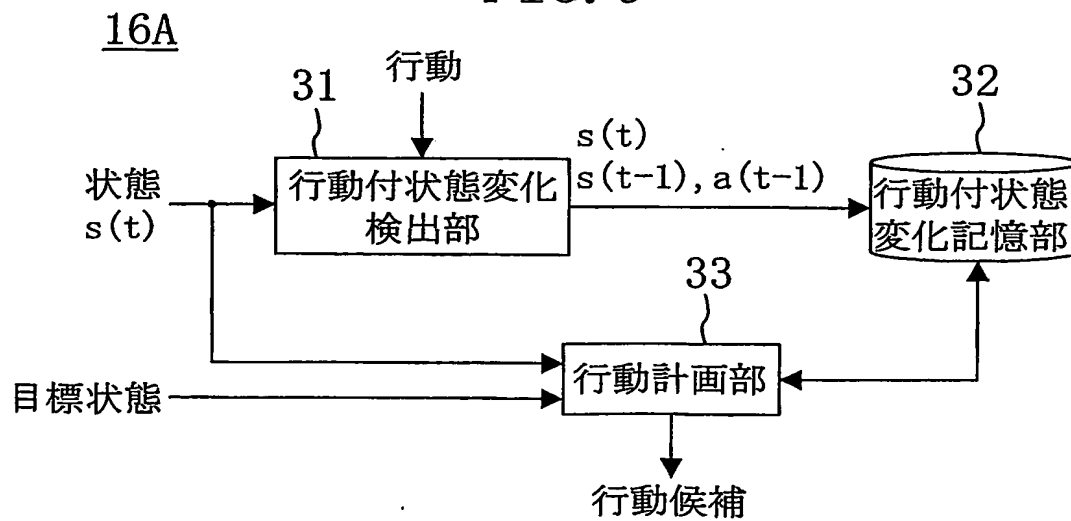 16A
行動
31
32
s(t)
状態
s(t)
行動付状態変化
検出部
s(t-1), a(t-1)
行動付状態
変化記憶部
33
行動計画部
目標状態
行動候補